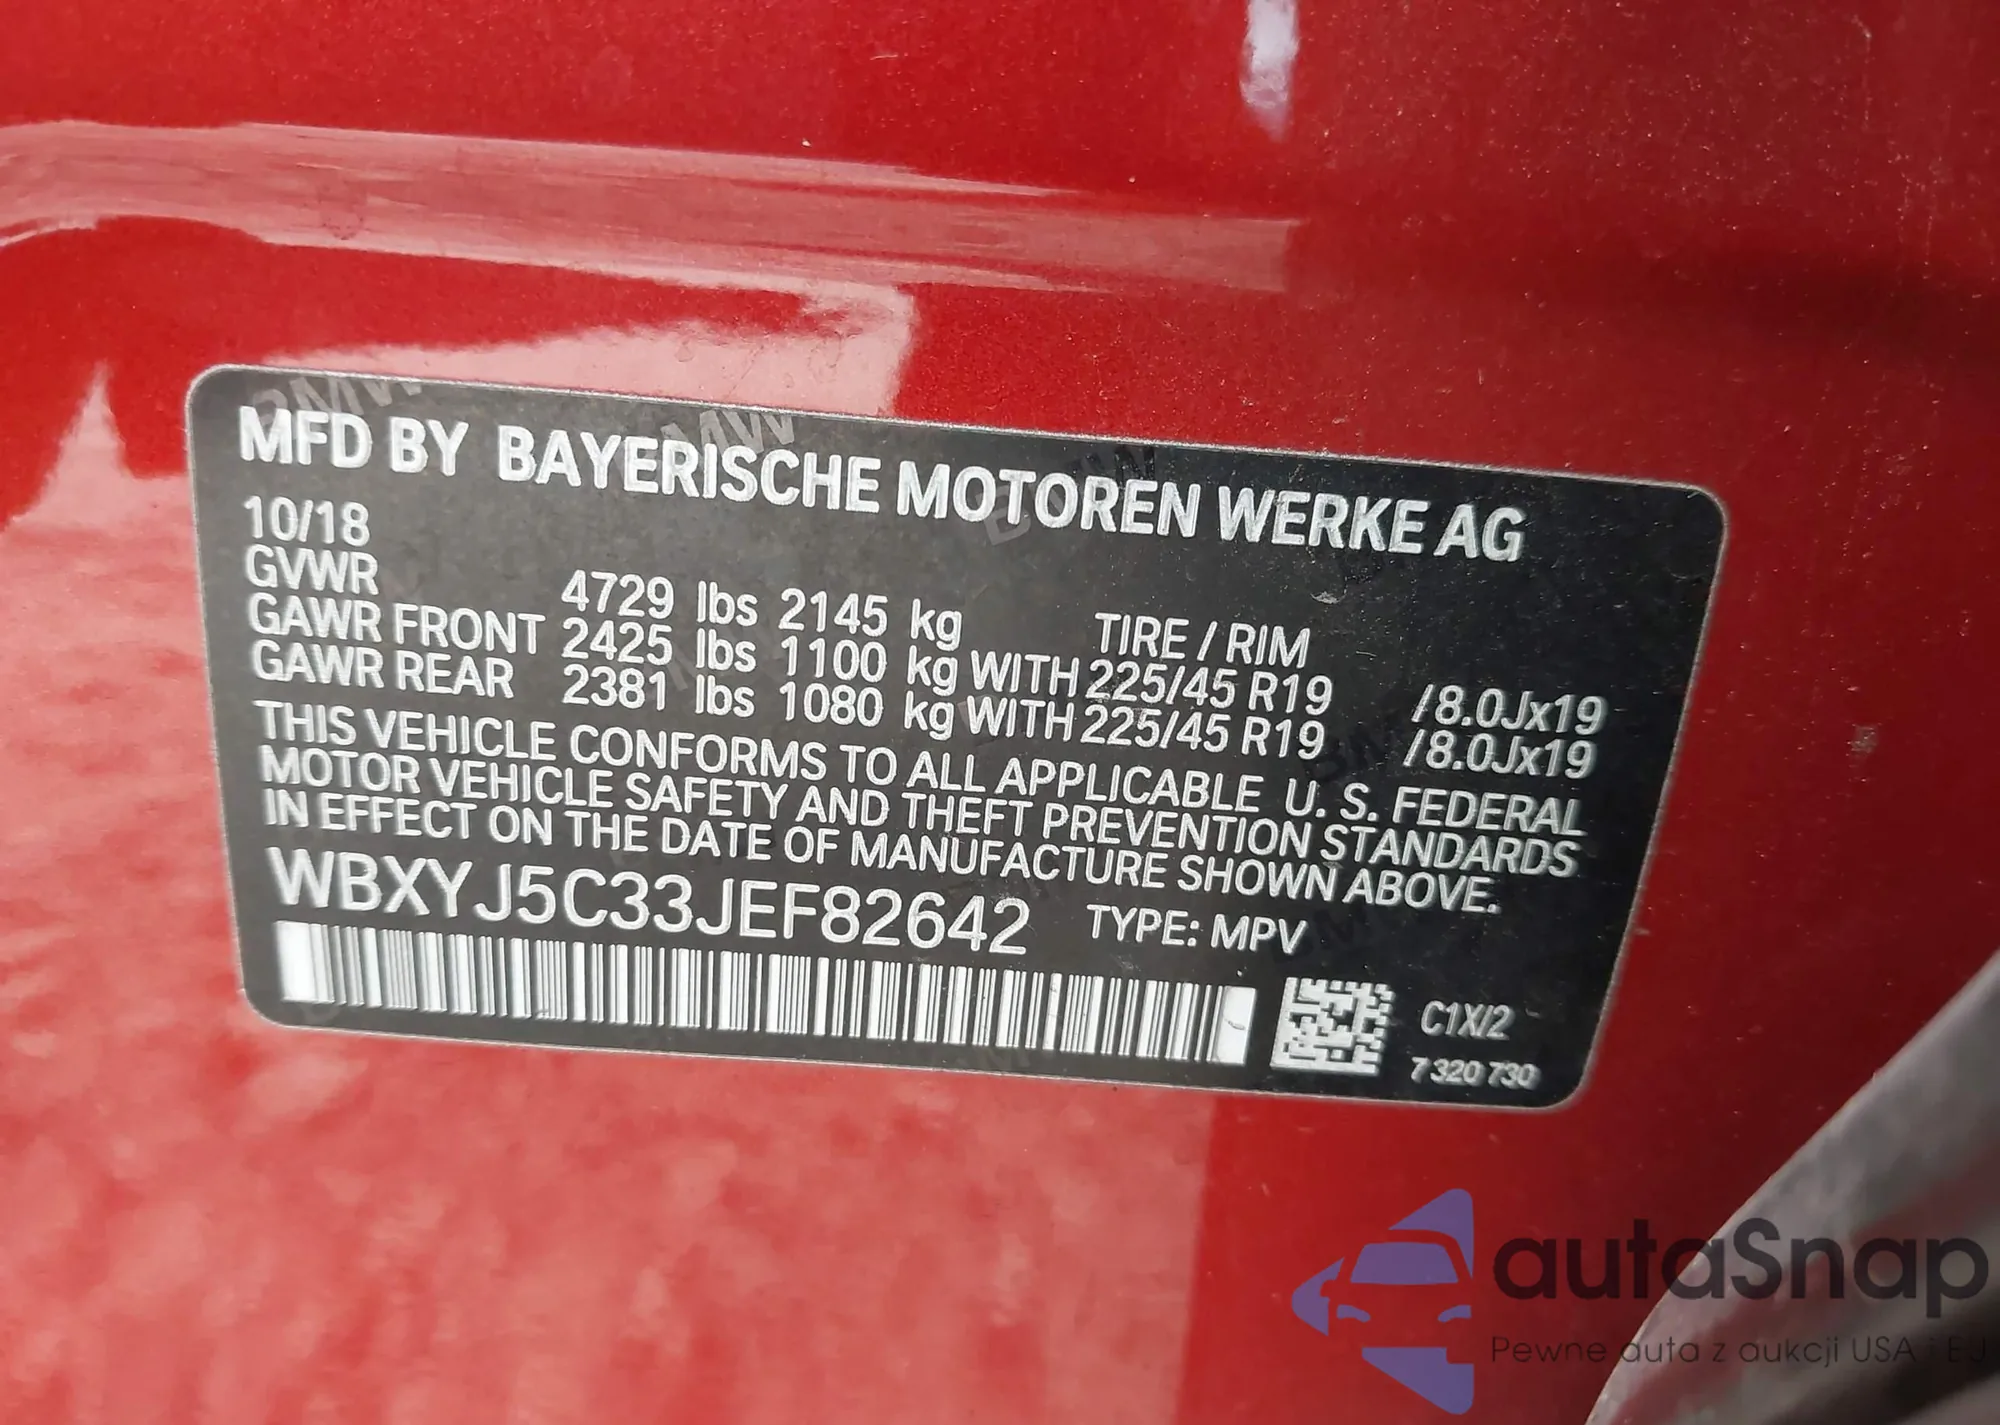 MFD BY BAYERISCHE MOTOREN WERKE AG
10/18
GVWR 4729 lbs 2145 kg TIRE / RIM
GAWR FRONT 2425 lbs 1100 kg WITH 225/45 R19 /8.0Jx19
GAWR REAR 2381 lbs 1080 kg WITH 225/45 R19 /8.0Jx19
THIS VEHICLE CONFORMS TO ALL APPLICABLE U. S. FEDERAL
MOTOR VEHICLE SAFETY AND THEFT PREVENTION STANDARDS
IN EFFECT ON THE DATE OF MANUFACTURE SHOWN ABOVE.
WBXYJ5C33JEF82642 TYPE: MPV
C1X/2
7 320 730
autaSnap
Pewne auta z aukcji USA i EU